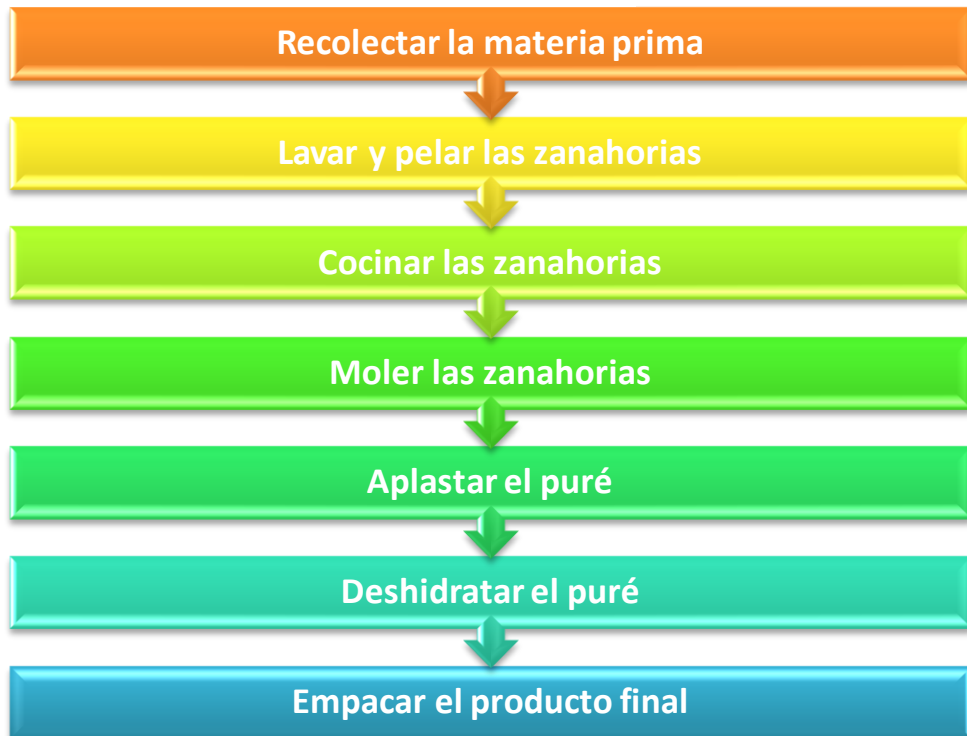 Recolectar la materia prima
Lavar y pelar las zanahorias
Cocinar las zanahorias
Moler las zanahorias
Aplastar el puré
Deshidratar el puré
Empacar el producto final